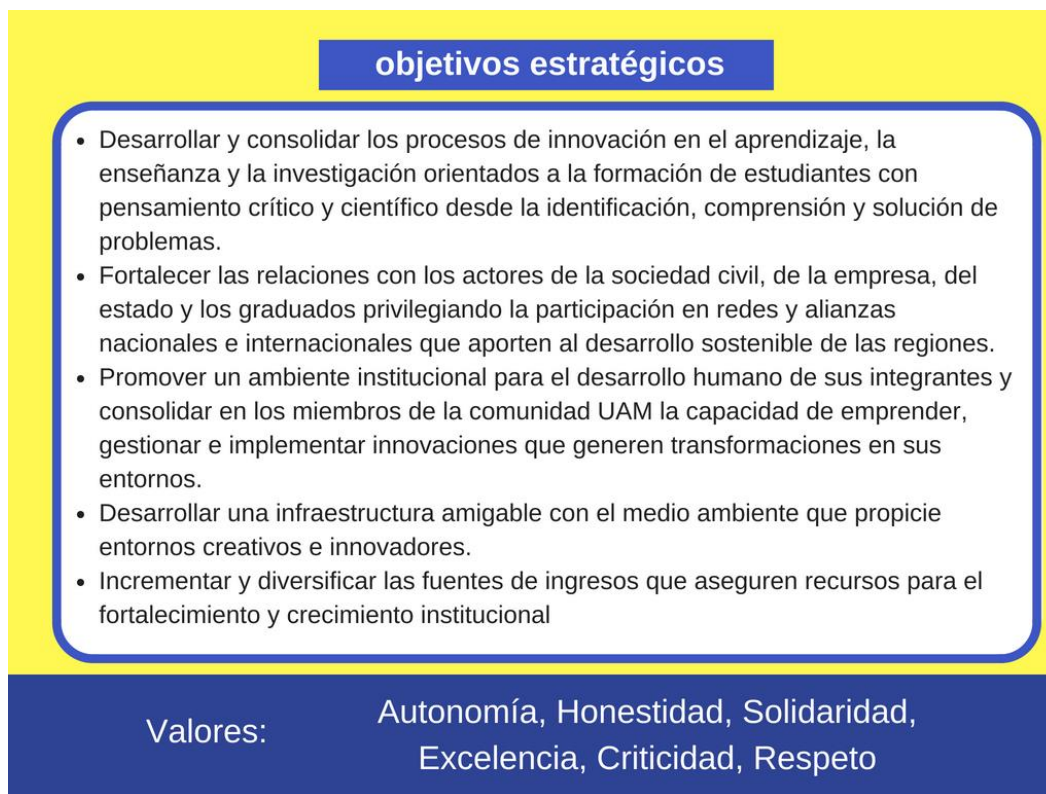 objetivos estratégicos
• Desarrollar y consolidar los procesos de innovación en el aprendizaje, la
enseñanza y la investigación orientados a la formación de estudiantes con
pensamiento crítico y científico desde la identificación, comprensión y solución de
problemas.
• Fortalecer las relaciones con los actores de la sociedad civil, de la empresa, del
estado y los graduados privilegiando la participación en redes y alianzas
nacionales e internacionales que aporten al desarrollo sostenible de las regiones.
• Promover un ambiente institucional para el desarrollo humano de sus integrantes y
consolidar en los miembros de la comunidad UAM la capacidad de emprender,
gestionar e implementar innovaciones que generen transformaciones en sus
entornos.
• Desarrollar una infraestructura amigable con el medio ambiente que propicie
entornos creativos e innovadores.
• Incrementar y diversificar las fuentes de ingresos que aseguren recursos para el
fortalecimiento y crecimiento institucional
Valores:
Autonomía, Honestidad, Solidaridad,
Excelencia, Criticidad, Respeto